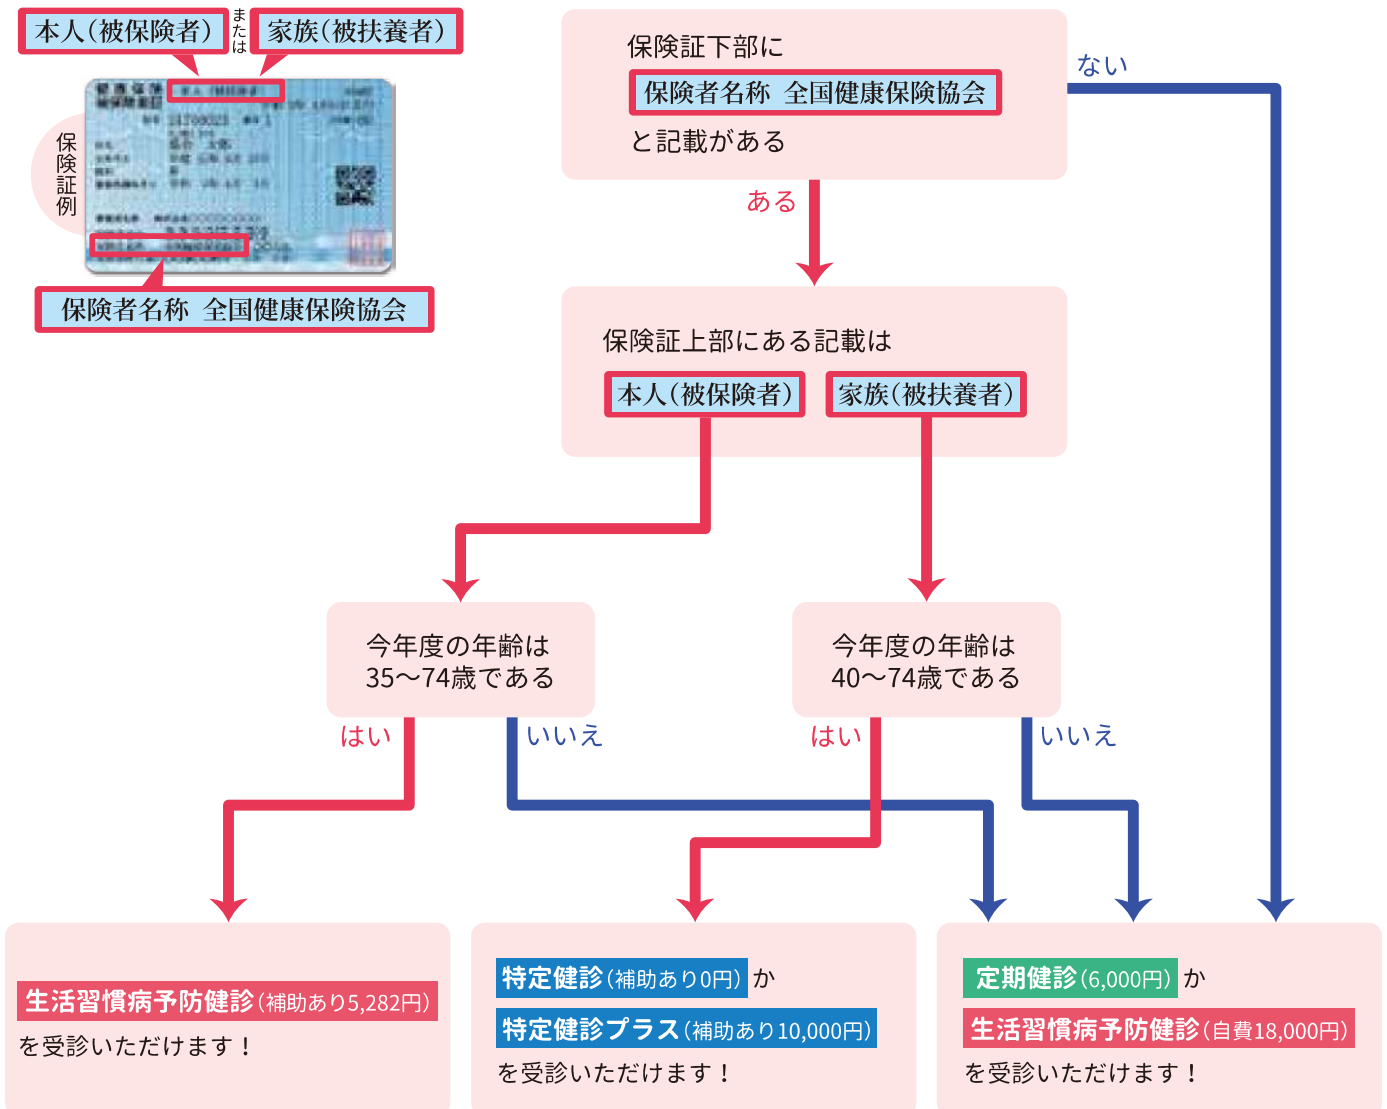 本人（被保険者）
または
家族（被扶養者）
保険証例
保険者名称 全国健康保険協会
保険証下部に
保険者名称 全国健康保険協会
と記載がある
ない
ある
保険証上部にある記載は
本人（被保険者）
家族（被扶養者）
今年度の年齢は
35～74歳である
今年度の年齢は
40～74歳である
はい
いいえ
はい
いいえ
生活習慣病予防健診（補助あり5,282円）
を受診いただけます！
特定健診（補助あり0円）か
特定健診プラス（補助あり10,000円）
を受診いただけます！
定期健診（6,000円）か
生活習慣病予防健診（自費18,000円）
を受診いただけます！